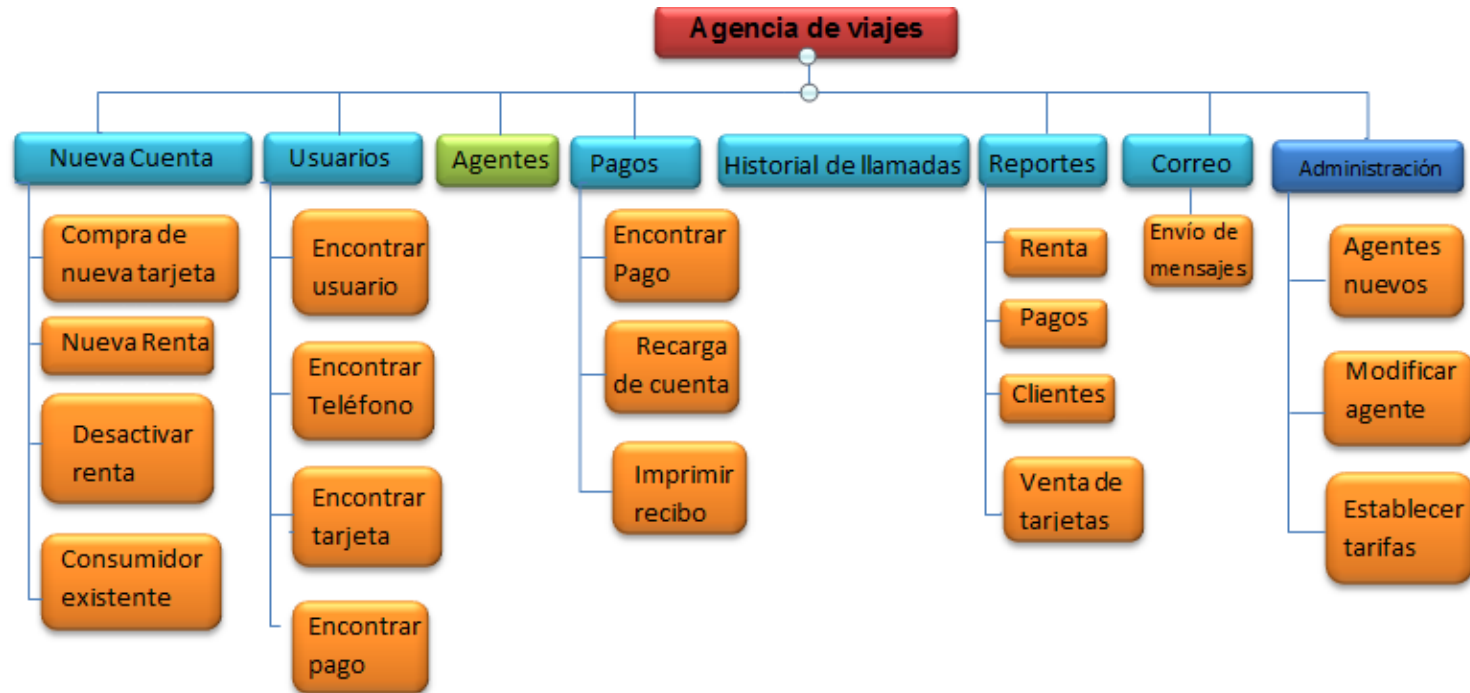 Agencia de viajes
Nueva Cuenta
Usuarios
Agentes
Pagos
Historial de llamadas
Reportes
Correo
Administración
Compra de
nueva tarjeta
Nueva Renta
Desactivar
renta
Consumidor
existente
Encontrar
usuario
Encontrar
Teléfono
Encontrar
tarjeta
Encontrar
pago
Encontrar
Pago
Recarga
de cuenta
Imprimir
recibo
Renta
Pagos
Clientes
Venta de
tarjetas
Envío de
mensajes
Agentes
nuevos
Modificar
agente
Establecer
tarifas